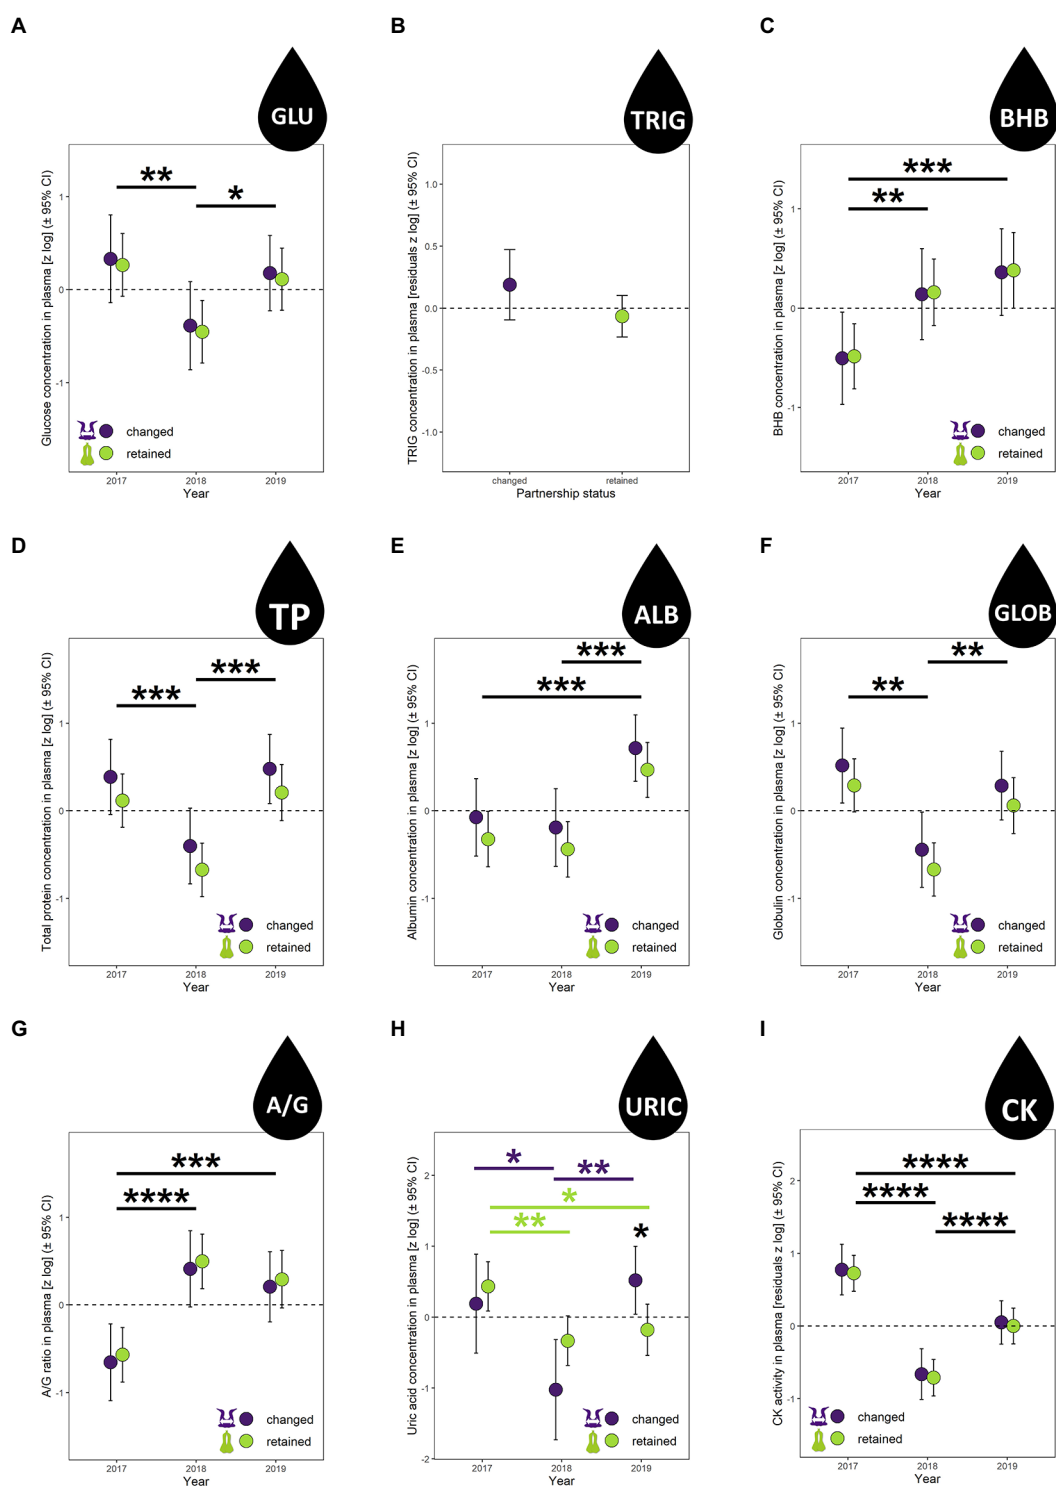 A
B
C
GLU
TRIG
BHB
Glucose concentration in plasma [z log] (± 95% CI)
1
0
-1
**
*
changed
retained
2017
2018
2019
Year
TRIG concentration in plasma [residuals z log] (± 95% CI)
1.0
0.5
0.0
-0.5
-1.0
changed
retained
Partnership status
BHB concentration in plasma [z log] (± 95% CI)
1
0
-1
***
**
changed
retained
2017
2018
2019
Year
D
E
F
TP
ALB
GLOB
Total protein concentration in plasma [z log] (± 95% CI)
1
0
-1
***
***
changed
retained
2017
2018
2019
Year
Albumin concentration in plasma [z log] (± 95% CI)
1
0
-1
***
***
changed
retained
2017
2018
2019
Year
Globulin concentration in plasma [z log] (± 95% CI)
1
0
-1
**
**
changed
retained
2017
2018
2019
Year
G
H
I
A/G
URIC
CK
A/G ratio in plasma [z log] (± 95% CI)
1
0
-1
***
****
changed
retained
2017
2018
2019
Year
Uric acid concentration in plasma [z log] (± 95% CI)
2
1
0
-1
-2
*
**
*
**
*
changed
retained
2017
2018
2019
Year
CK activity in plasma [residuals z log] (± 95% CI)
2
1
0
-1
****
****
****
changed
retained
2017
2018
2019
Year